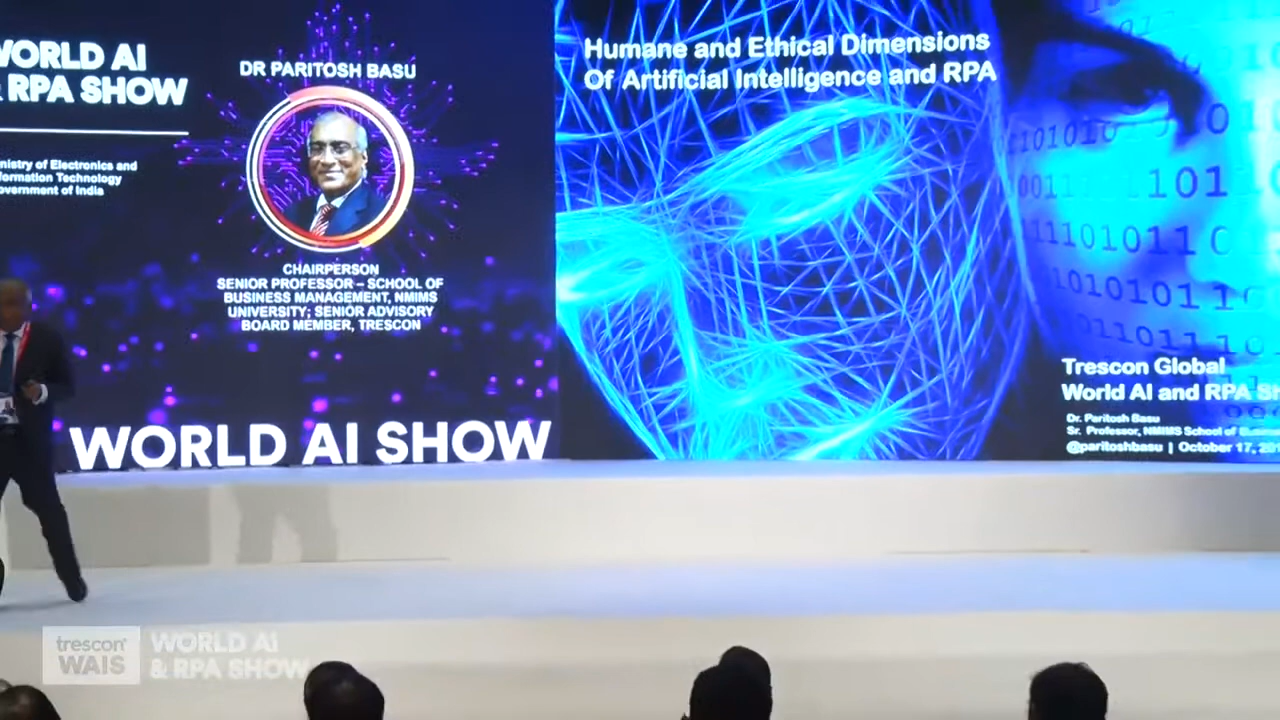 WORLD AI
& RPA SHOW
nistry of Electronics and
formation Technology
overnment of India
DR PARITOSH BASU
CHAIRPERSON
SENIOR PROFESSOR – SCHOOL OF
BUSINESS MANAGEMENT, NMIMS
UNIVERSITY; SENIOR ADVISORY
BOARD MEMBER, TRESCON
WORLD AI SHOW
Humane and Ethical Dimensions
Of Artificial Intelligence and RPA
Trescon Global
World AI and RPA
Dr. Paritosh Basu
Sr. Professor, NMIMS School of
@paritoshbasu | October 17,
trescon
WAIS
WORLD AI
& RPA SHOW